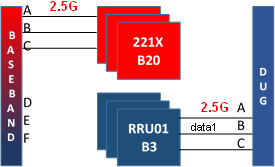 BASEBAND
A
2.5G
B
C
221X
B20
D
E
F
RRU01
B3
2.5G
A
data1
B
C
DUG